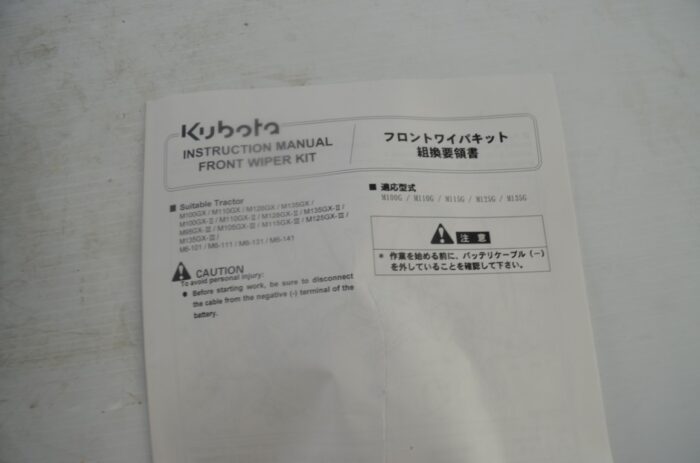 Kubota
INSTRUCTION MANUAL
FRONT WIPER KIT
フロントワイパキット
組換要領書
■ Suitable Tractor
M100GX / M110GX / M126GX / M135GX /
M100GX-II / M110GX-II / M126GX-II / M135GX-II /
M96GX-III / M105GX-III / M115GX-III / M125GX-III /
M135GX-III /
M6-101 / M6-111 / M6-131 / M6-141
CAUTION
To avoid personal injury:
● Before starting work, be sure to disconnect
the cable from the negative (-) terminal of the
battery.
■ 適応型式
M100G / M110G / M115G / M125G / M135G
注 意
* 作業を始める前に、バッテリケーブル (−)
を外していることを確認して下さい。